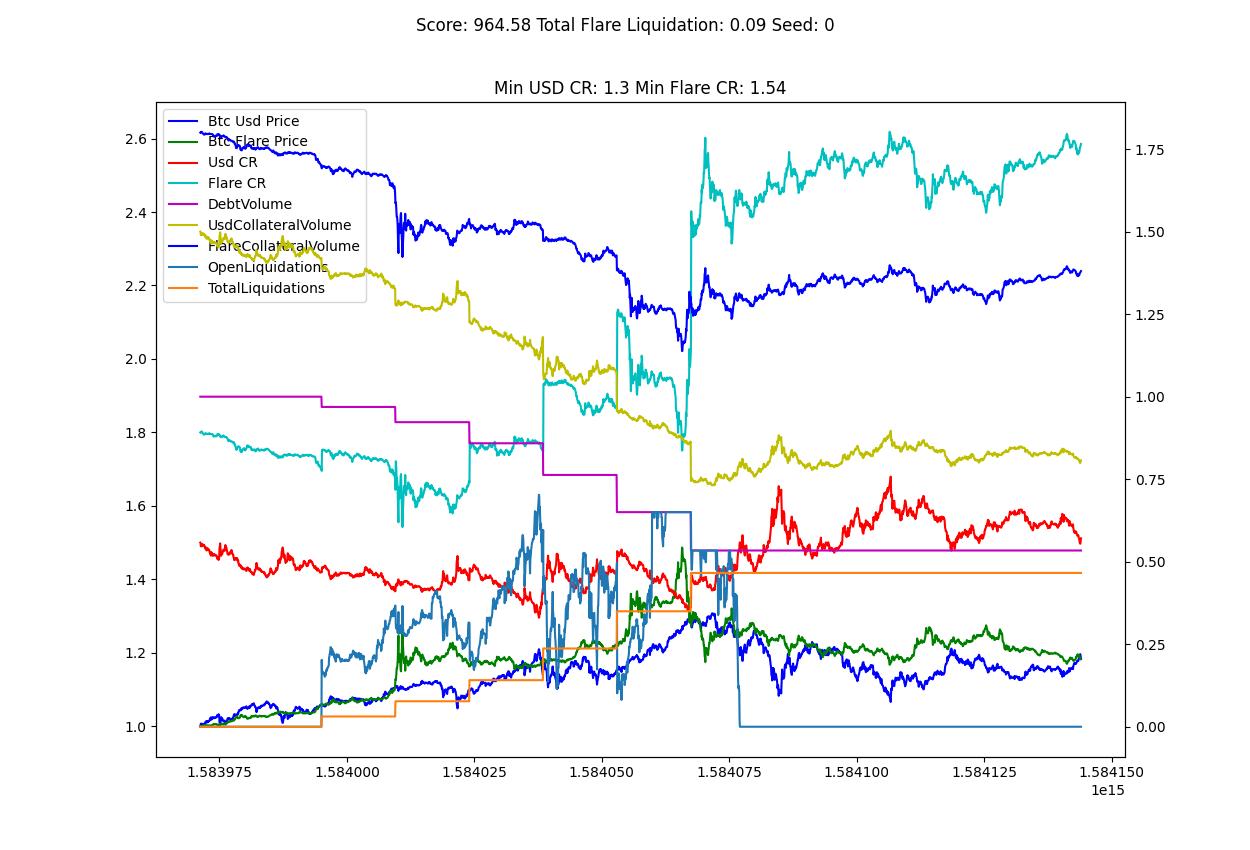 Score: 964.58 Total Flare Liquidation: 0.09 Seed: 0
Min USD CR: 1.3 Min Flare CR: 1.54
Btc Usd Price
Btc Flare Price
Usd CR
Flare CR
DebtVolume
UsdCollateralVolume
FlareCollateralVolume
OpenLiquidations
TotalLiquidations
2.6
2.4
2.2
2.0
1.8
1.6
1.4
1.2
1.0
1.75
1.50
1.25
1.00
0.75
0.50
0.25
0.00
1.583975 1.584000 1.584025 1.584050 1.584075 1.584100 1.584125 1.584150
1e15